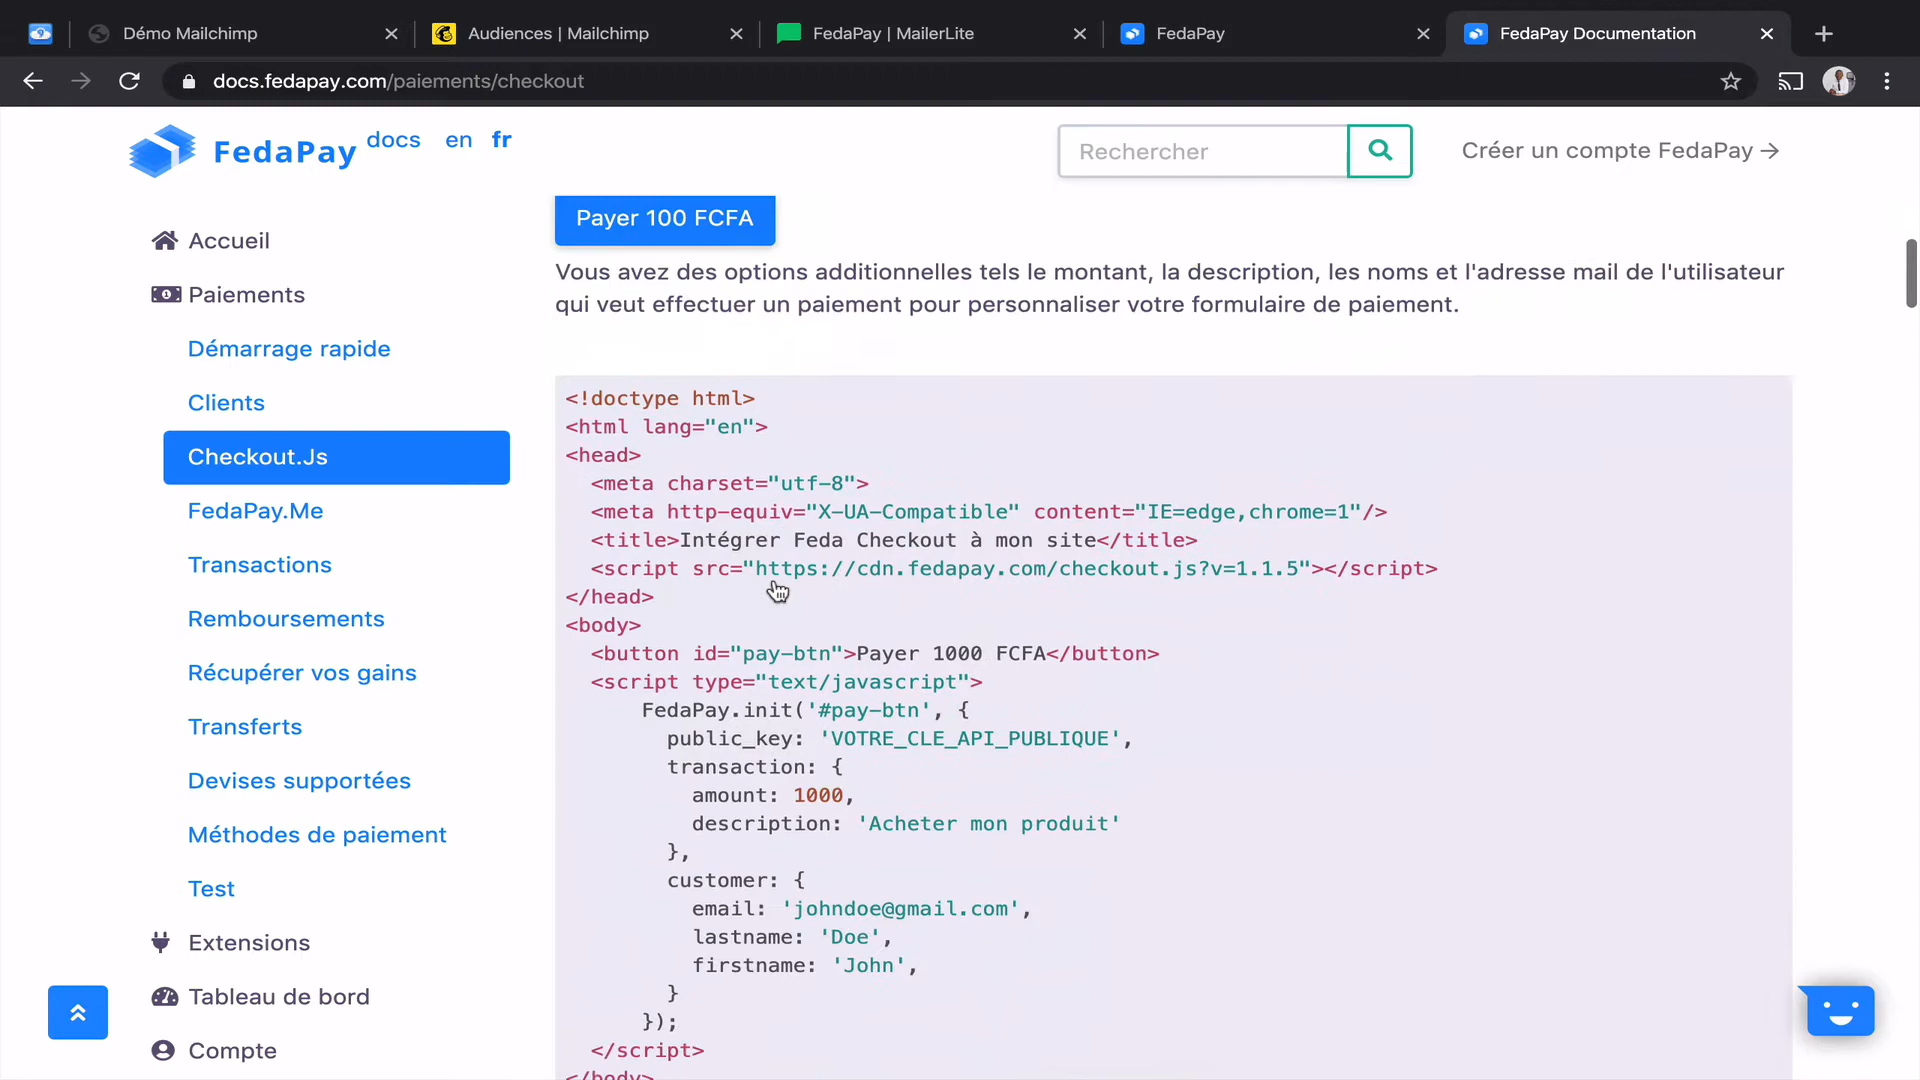 Démo Mailchimp
Audiences | Mailchimp
FedaPay | MailerLite
FedaPay
FedaPay Documentation
docs.fedapay.com/paiements/checkout
FedaPay docs en fr
Rechercher
Créer un compte FedaPay →
Accueil
Paiements
Démarrage rapide
Clients
Checkout.Js
FedaPay.Me
Transactions
Remboursements
Récupérer vos gains
Transferts
Devises supportées
Méthodes de paiement
Test
Extensions
Tableau de bord
Compte
Payer 100 FCFA
Vous avez des options additionnelles tels le montant, la description, les noms et l'adresse mail de l'utilisateur
qui veut effectuer un paiement pour personnaliser votre formulaire de paiement.
<!doctype html>
<html lang="en">
<head>
<meta charset="utf-8">
<meta http-equiv="X-UA-Compatible" content="IE=edge,chrome=1"/>
<title>Intégrer Feda Checkout à mon site</title>
<script src="https://cdn.fedapay.com/checkout.js?v=1.1.5"></script>
</head>
<body>
<button id="pay-btn">Payer 1000 FCFA</button>
<script type="text/javascript">
FedaPay.init('#pay-btn', {
public_key: 'VOTRE_CLE_API_PUBLIQUE',
transaction: {
amount: 1000,
description: 'Acheter mon produit'
},
customer: {
email: 'johndoe@gmail.com',
lastname: 'Doe',
firstname: 'John',
}
});
</script>
</body>